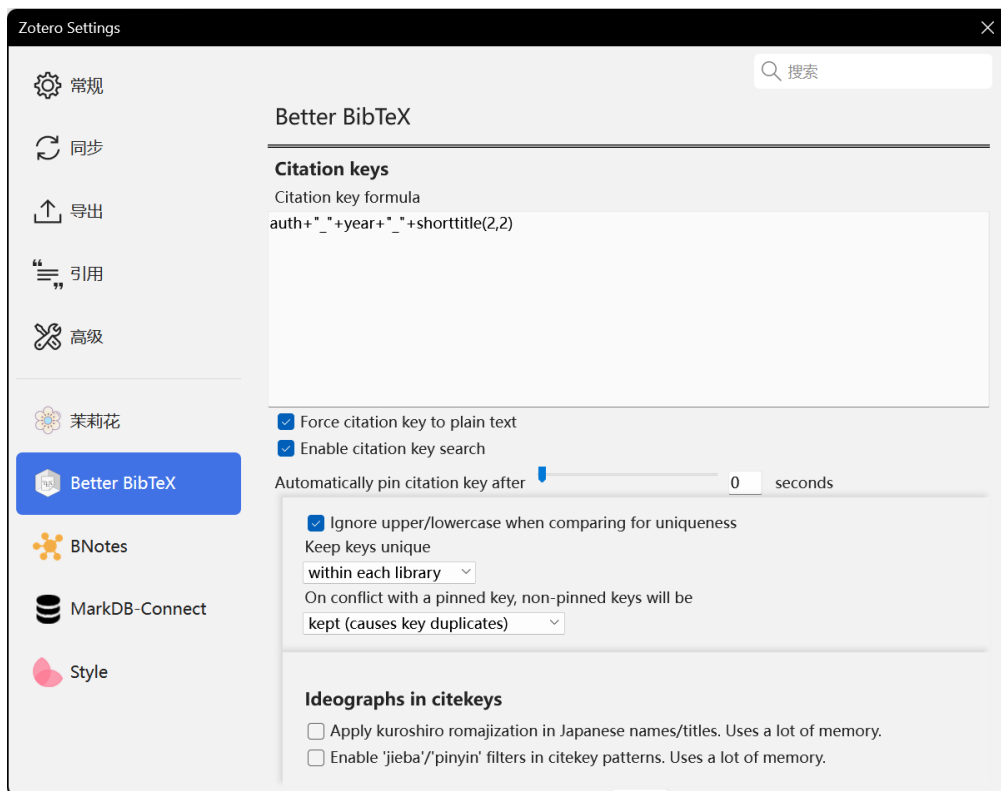 Zotero Settings
搜索
常规
同步
导出
引用
高级
茉莉花
Better BibTeX
BNotes
MarkDB-Connect
Style
Better BibTeX
Citation keys
Citation key formula
auth+"_"+year+"_"+shorttitle(2,2)
Force citation key to plain text
Enable citation key search
Automatically pin citation key after 0 seconds
Ignore upper/lowercase when comparing for uniqueness
Keep keys unique
within each library
On conflict with a pinned key, non-pinned keys will be
kept (causes key duplicates)
Ideographs in citekeys
Apply kuroshiro romajization in Japanese names/titles. Uses a lot of memory.
Enable 'jieba'/'pinyin' filters in citekey patterns. Uses a lot of memory.